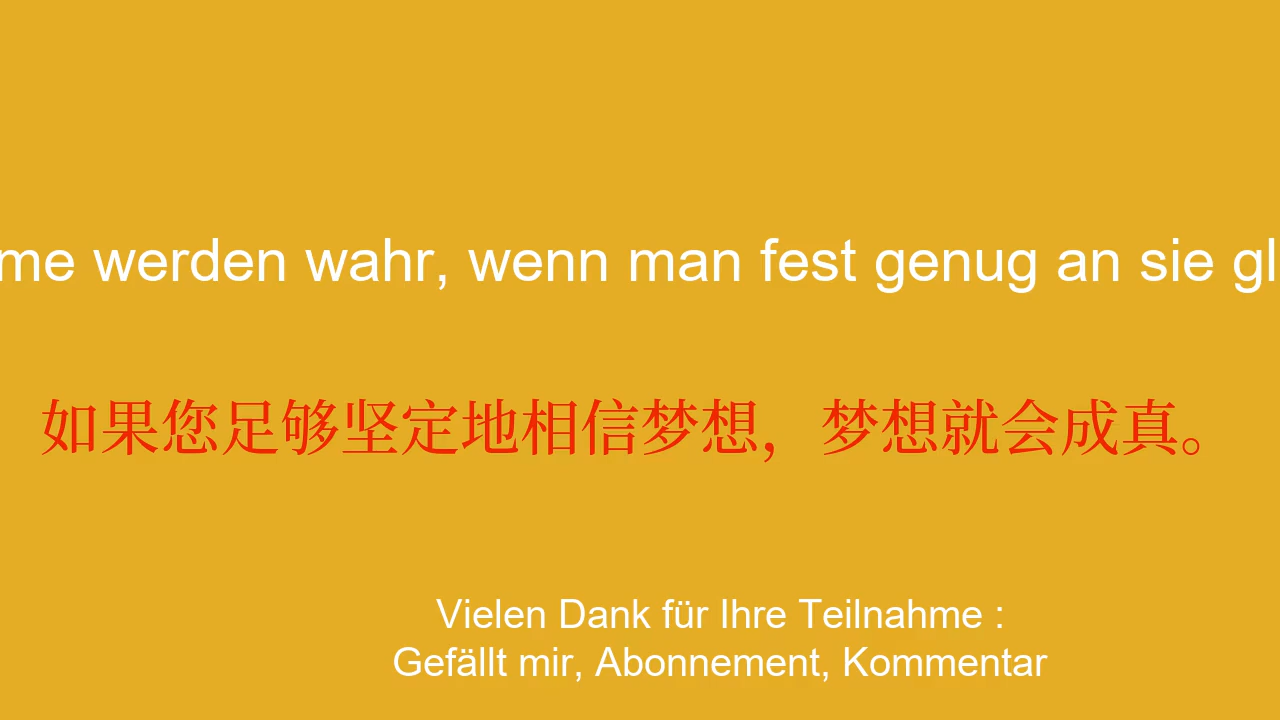 me werden wahr, wenn man fest genug an sie gl
如果您足够坚定地相信梦想，梦想就会成真。
Vielen Dank für Ihre Teilnahme :
Gefällt mir, Abonnement, Kommentar